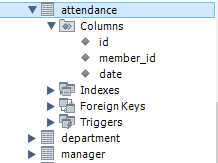 attendance
Columns
id
member_id
date
Indexes
Foreign Keys
Triggers
department
manager